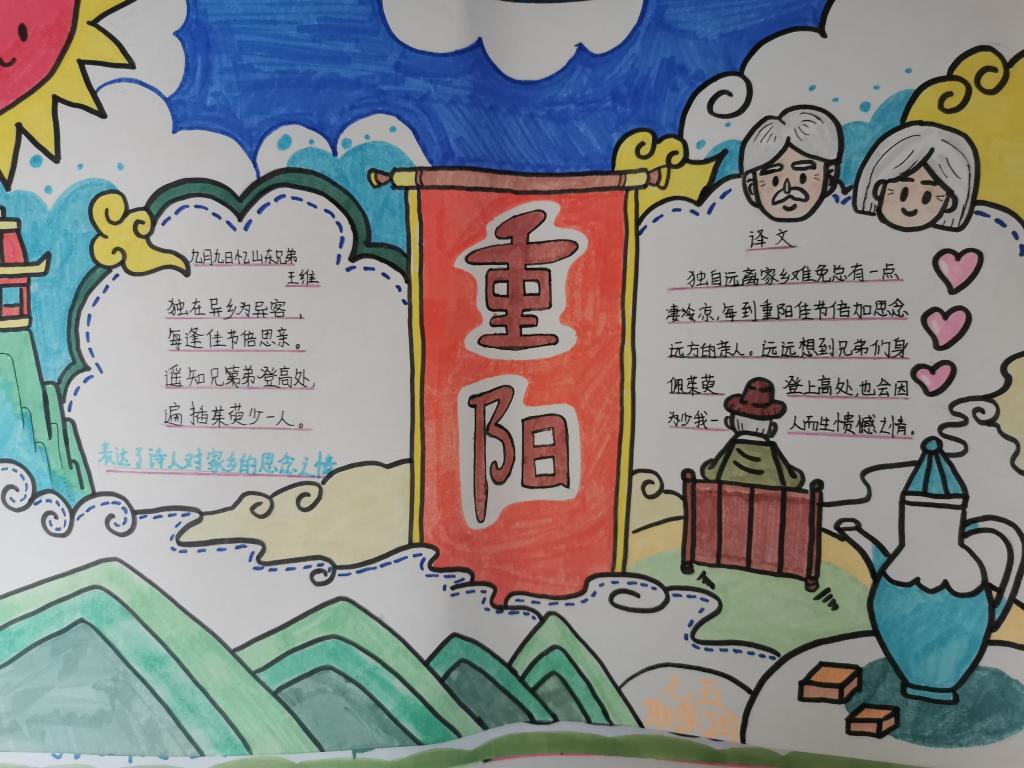 九月九日忆山东兄弟
王维
独在异乡为异客，
每逢佳节倍思亲。
遥知兄第弟登高处
遍插茱萸少一人。
表达了诗人对家乡的思念之情
重阳
译文
独自远离家乡难免总有一点
凄冷凉，每到重阳佳节倍加思念
远方的亲人。远远想到兄弟们身
佩茱萸 登上高处，也会因
为少我一 人而生遗憾之情。